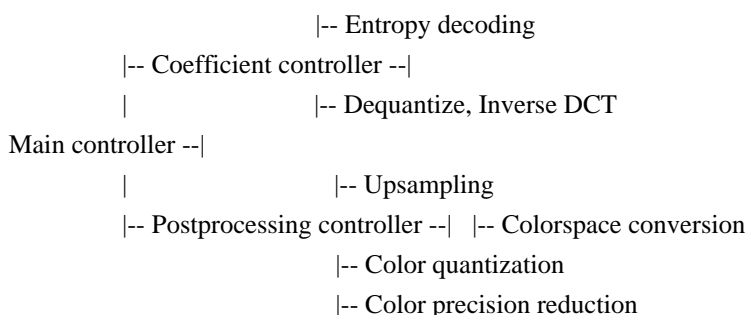 |-- Entropy decoding
|-- Coefficient controller --|
| |-- Dequantize, Inverse DCT
Main controller --|
| |-- Upsampling
|-- Postprocessing controller --| |-- Colorspace conversion
|-- Color quantization
|-- Color precision reduction